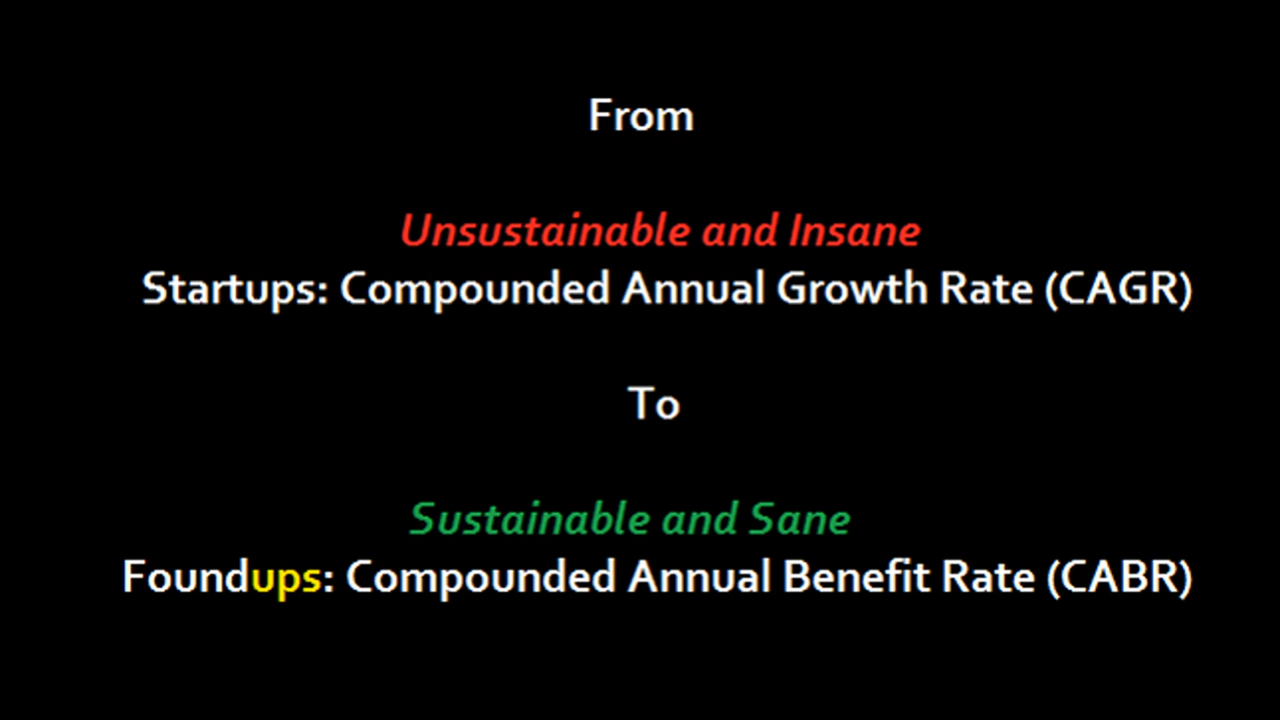 From
Unsustainable and Insane
Startups: Compounded Annual Growth Rate (CAGR)
To
Sustainable and Sane
Foundups: Compounded Annual Benefit Rate (CABR)